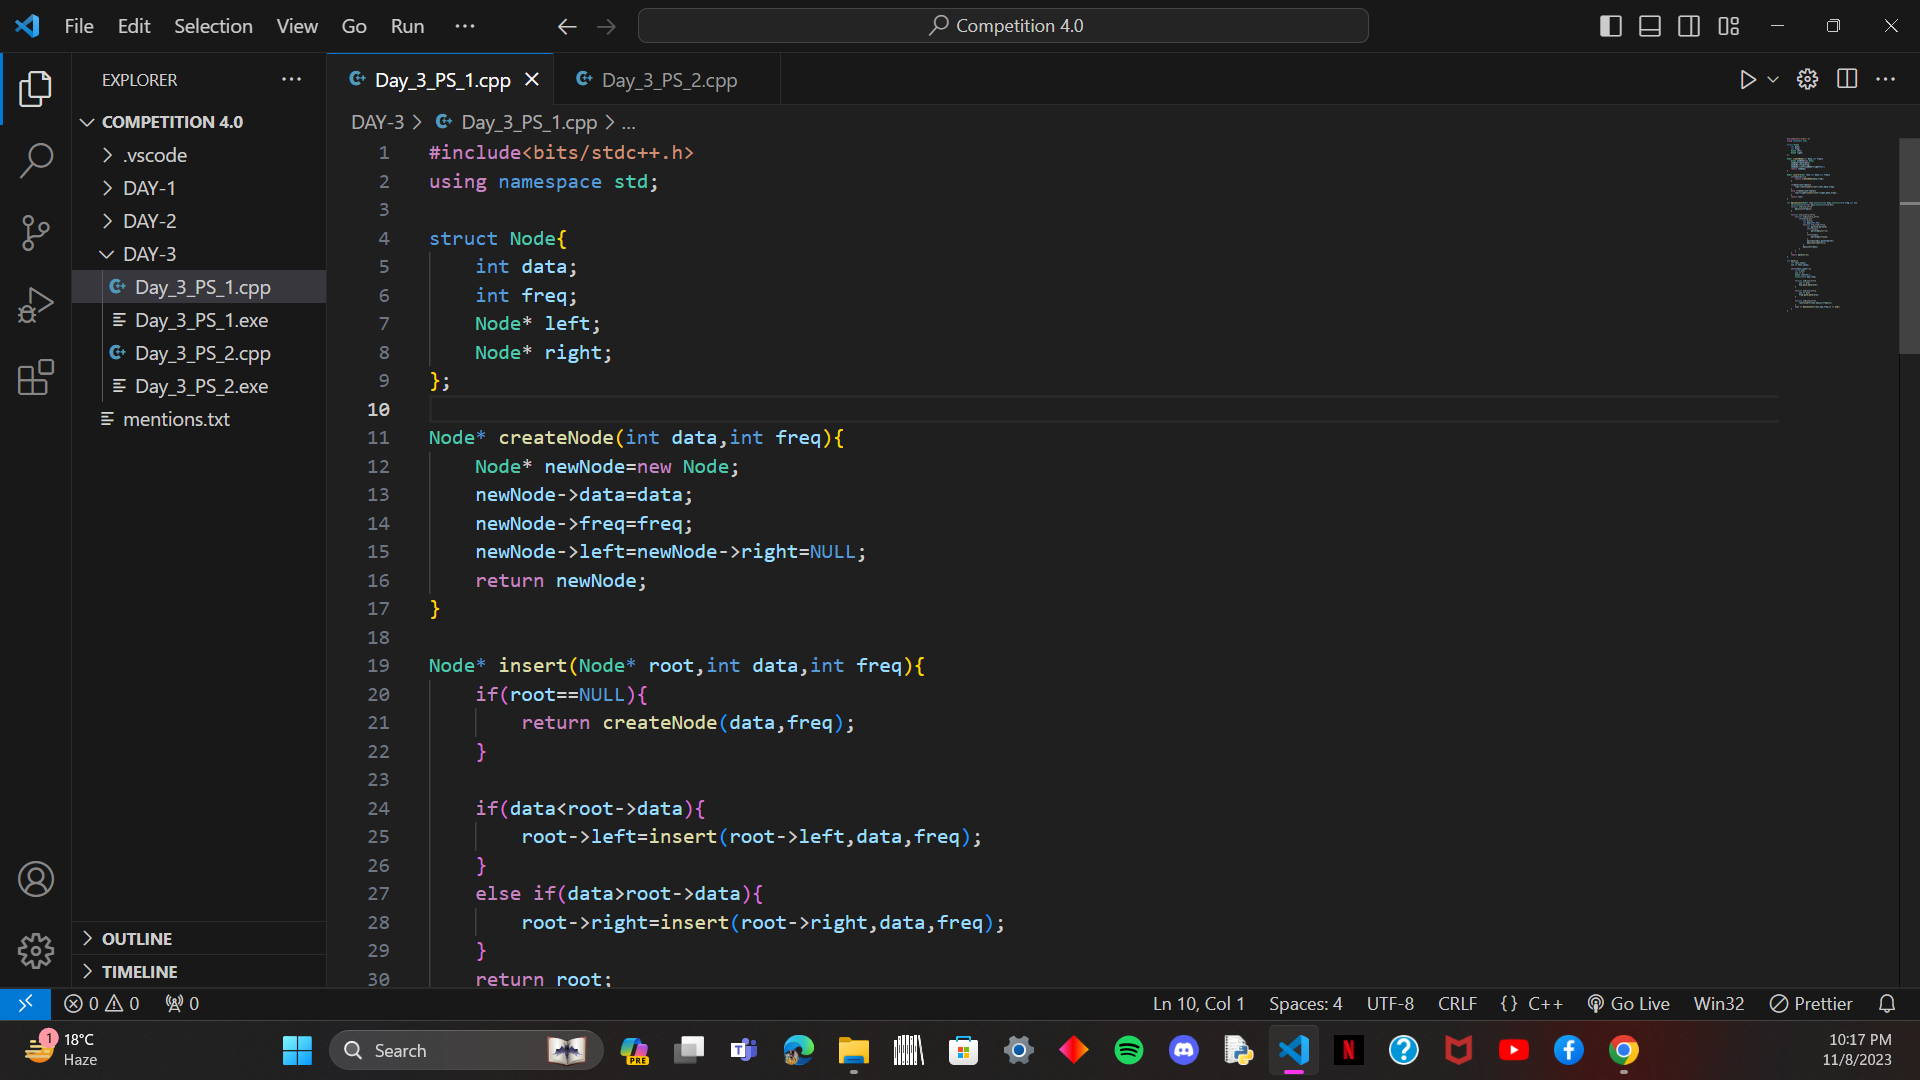 File Edit Selection View Go Run ···
Competition 4.0
EXPLORER
COMPETITION 4.0
.vscode
DAY-1
DAY-2
DAY-3
Day_3_PS_1.cpp
Day_3_PS_1.exe
Day_3_PS_2.cpp
Day_3_PS_2.exe
mentions.txt
OUTLINE
TIMELINE
Day_3_PS_1.cpp Day_3_PS_2.cpp
DAY-3 > Day_3_PS_1.cpp > ...
1 #include<bits/stdc++.h>
2 using namespace std;
3
4 struct Node{
5     int data;
6     int freq;
7     Node* left;
8     Node* right;
9 };
10
11 Node* createNode(int data,int freq){
12     Node* newNode=new Node;
13     newNode->data=data;
14     newNode->freq=freq;
15     newNode->left=newNode->right=NULL;
16     return newNode;
17 }
18
19 Node* insert(Node* root,int data,int freq){
20     if(root==NULL){
21         return createNode(data,freq);
22     }
23
24     if(data<root->data){
25         root->left=insert(root->left,data,freq);
26     }
27     else if(data>root->data){
28         root->right=insert(root->right,data,freq);
29     }
30     return root;
0 0 0 Ln 10, Col 1 Spaces: 4 UTF-8 CRLF {} C++ Go Live Win32 Prettier
1 18°C
Haze
Search
PRE
10:17 PM
11/8/2023